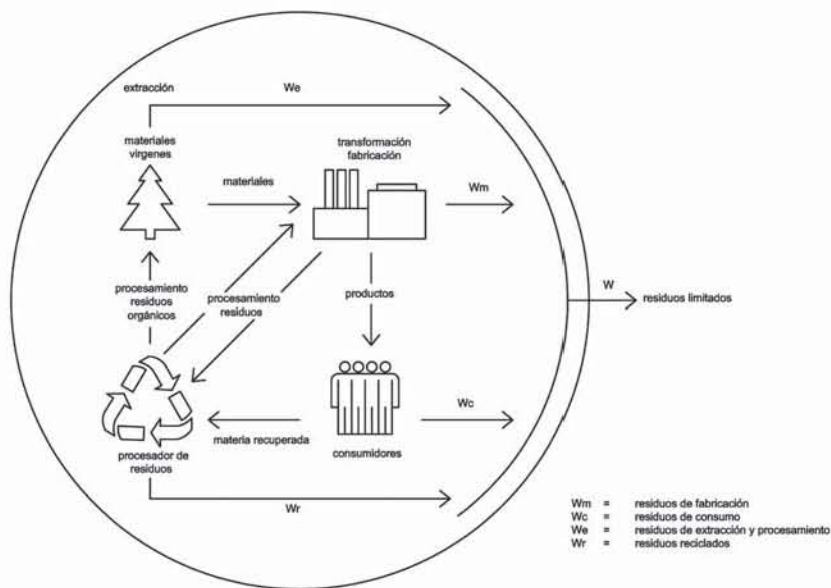 extracción
We
materiales
vírgenes
transformación
fabricación
materiales
Wm
procesamiento
residuos
orgánicos
procesamiento
residuos
productos
W
residuos limitados
Wc
materia recuperada
consumidores
procesador de
residuos
Wr
Wm = residuos de fabricación
Wc = residuos de consumo
We = residuos de extracción y procesamiento
Wr = residuos reciclados